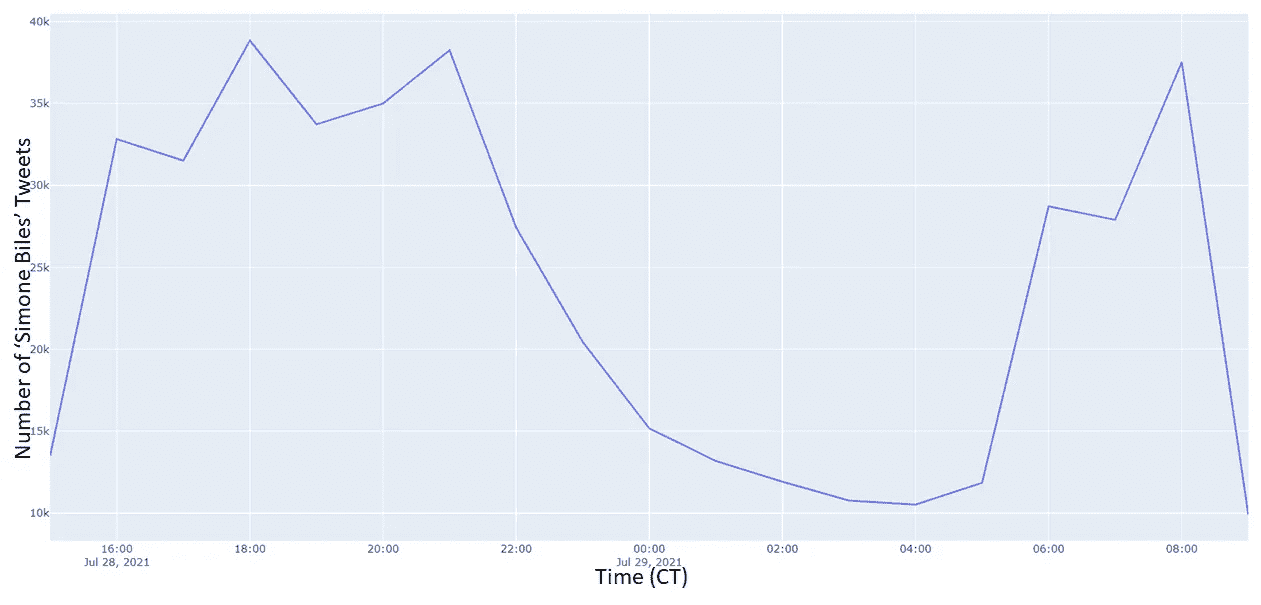 40k
35k
30k
25k
20k
15k
10k
Number of ‘Simone Biles’ Tweets
16:00
Jul 28, 2021
18:00
20:00
22:00
00:00
Jul 29, 2021
02:00
04:00
06:00
08:00
Time (CT)